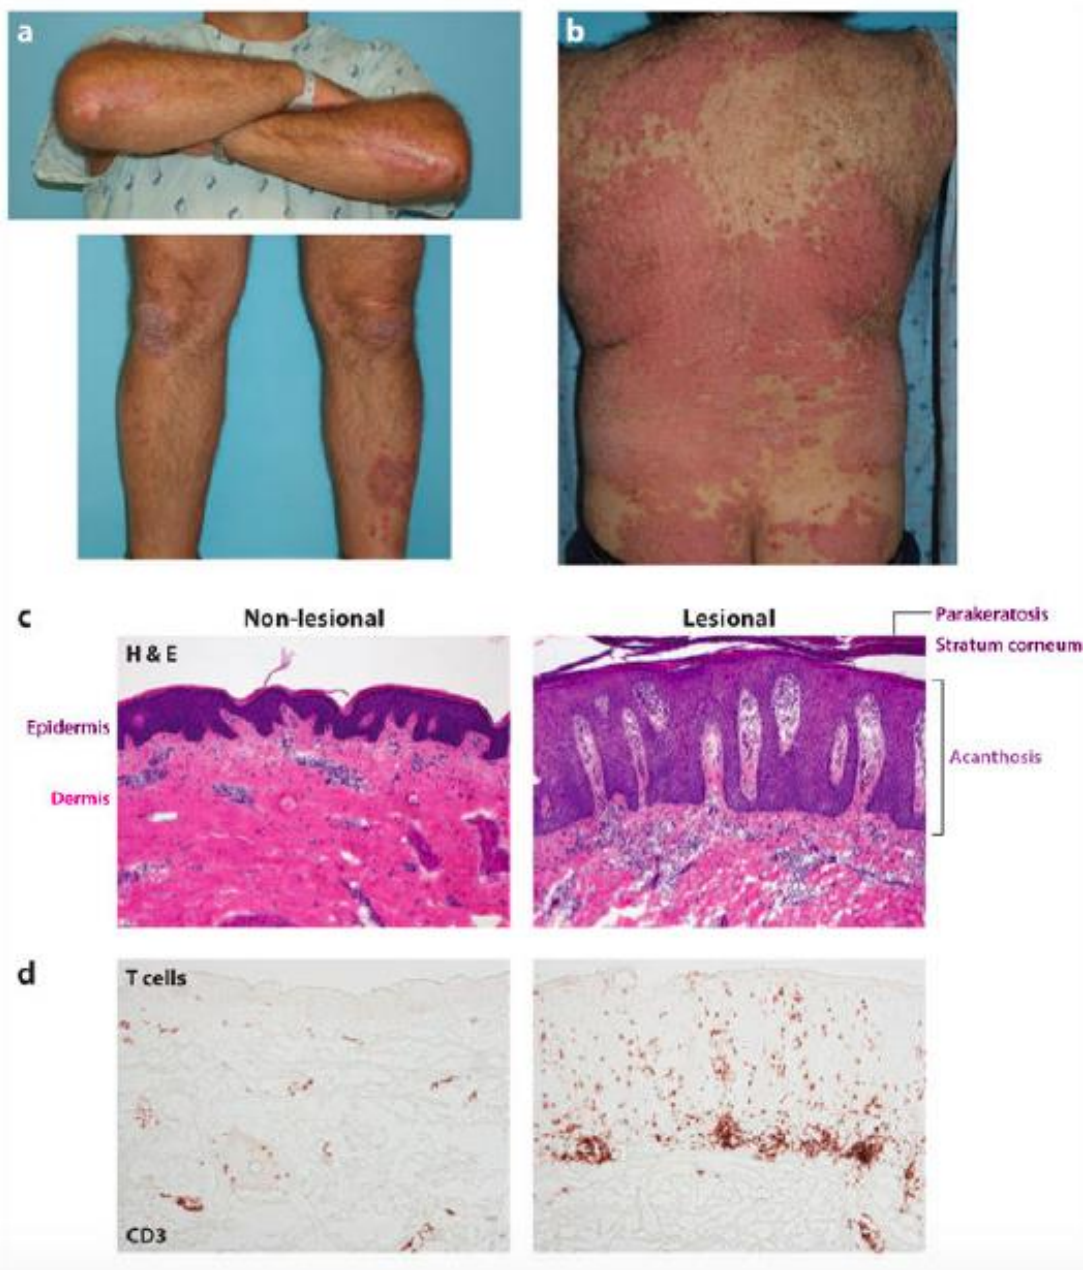 a
b
c
Non-lesional
Lesional
Parakeratosis
Stratum corneum
H & E
Epidermis
Dermis
Acanthosis
d
T cells
CD3